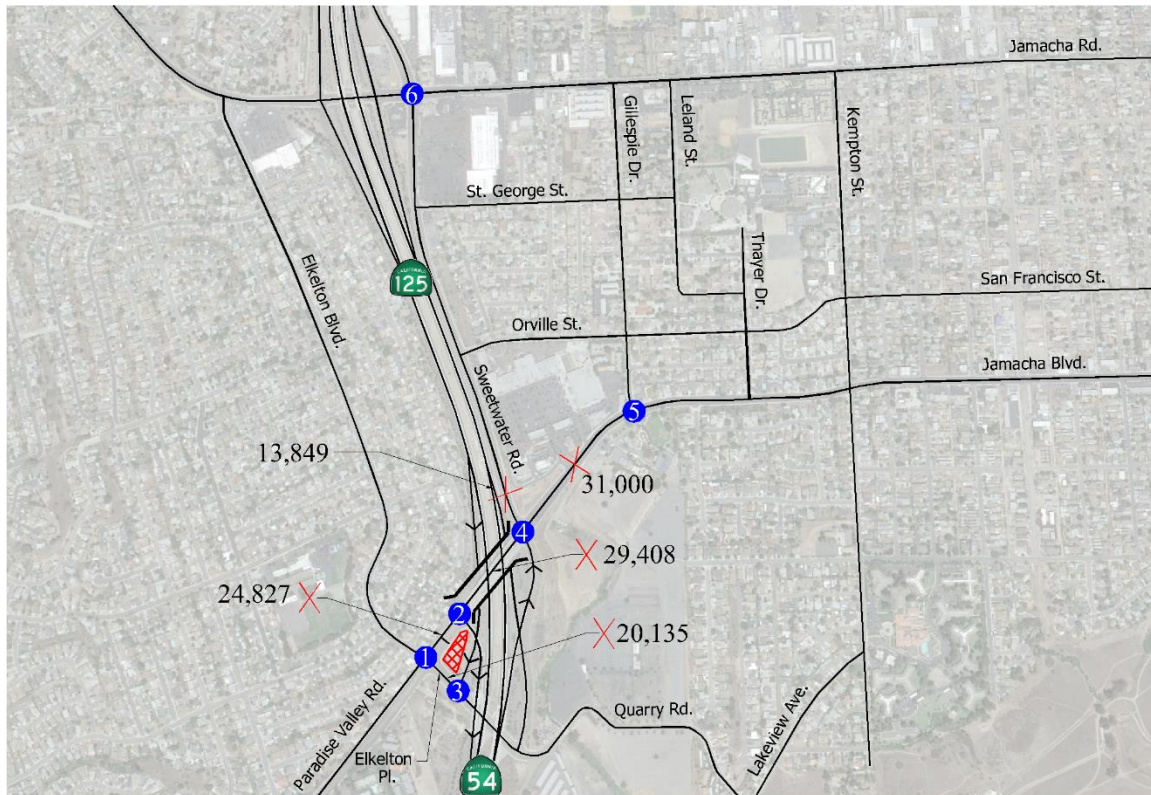 Jamacha Rd.
6
Gillespie Dr.
Leland St.
Kempton St.
St. George St.
Thayer Dr.
Elkelton Blvd.
CALIFORNIA
125
San Francisco St.
Orville St.
Jamacha Blvd.
Sweetwater Rd.
5
13,849
31,000
4
29,408
24,827
2
20,135
1
3
Paradise Valley Rd.
Quarry Rd.
Lakeview Ave.
Elkelton
Pl.
CALIFORNIA
54